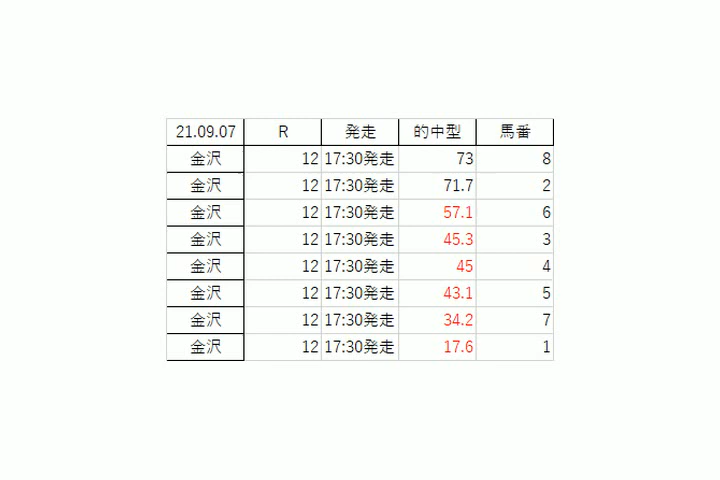 21.09.07 R 発走 的中型 馬番
金沢 12 17:30発走 73 8
金沢 12 17:30発走 71.7 2
金沢 12 17:30発走 57.1 6
金沢 12 17:30発走 45.3 3
金沢 12 17:30発走 45 4
金沢 12 17:30発走 43.1 5
金沢 12 17:30発走 34.2 7
金沢 12 17:30発走 17.6 1